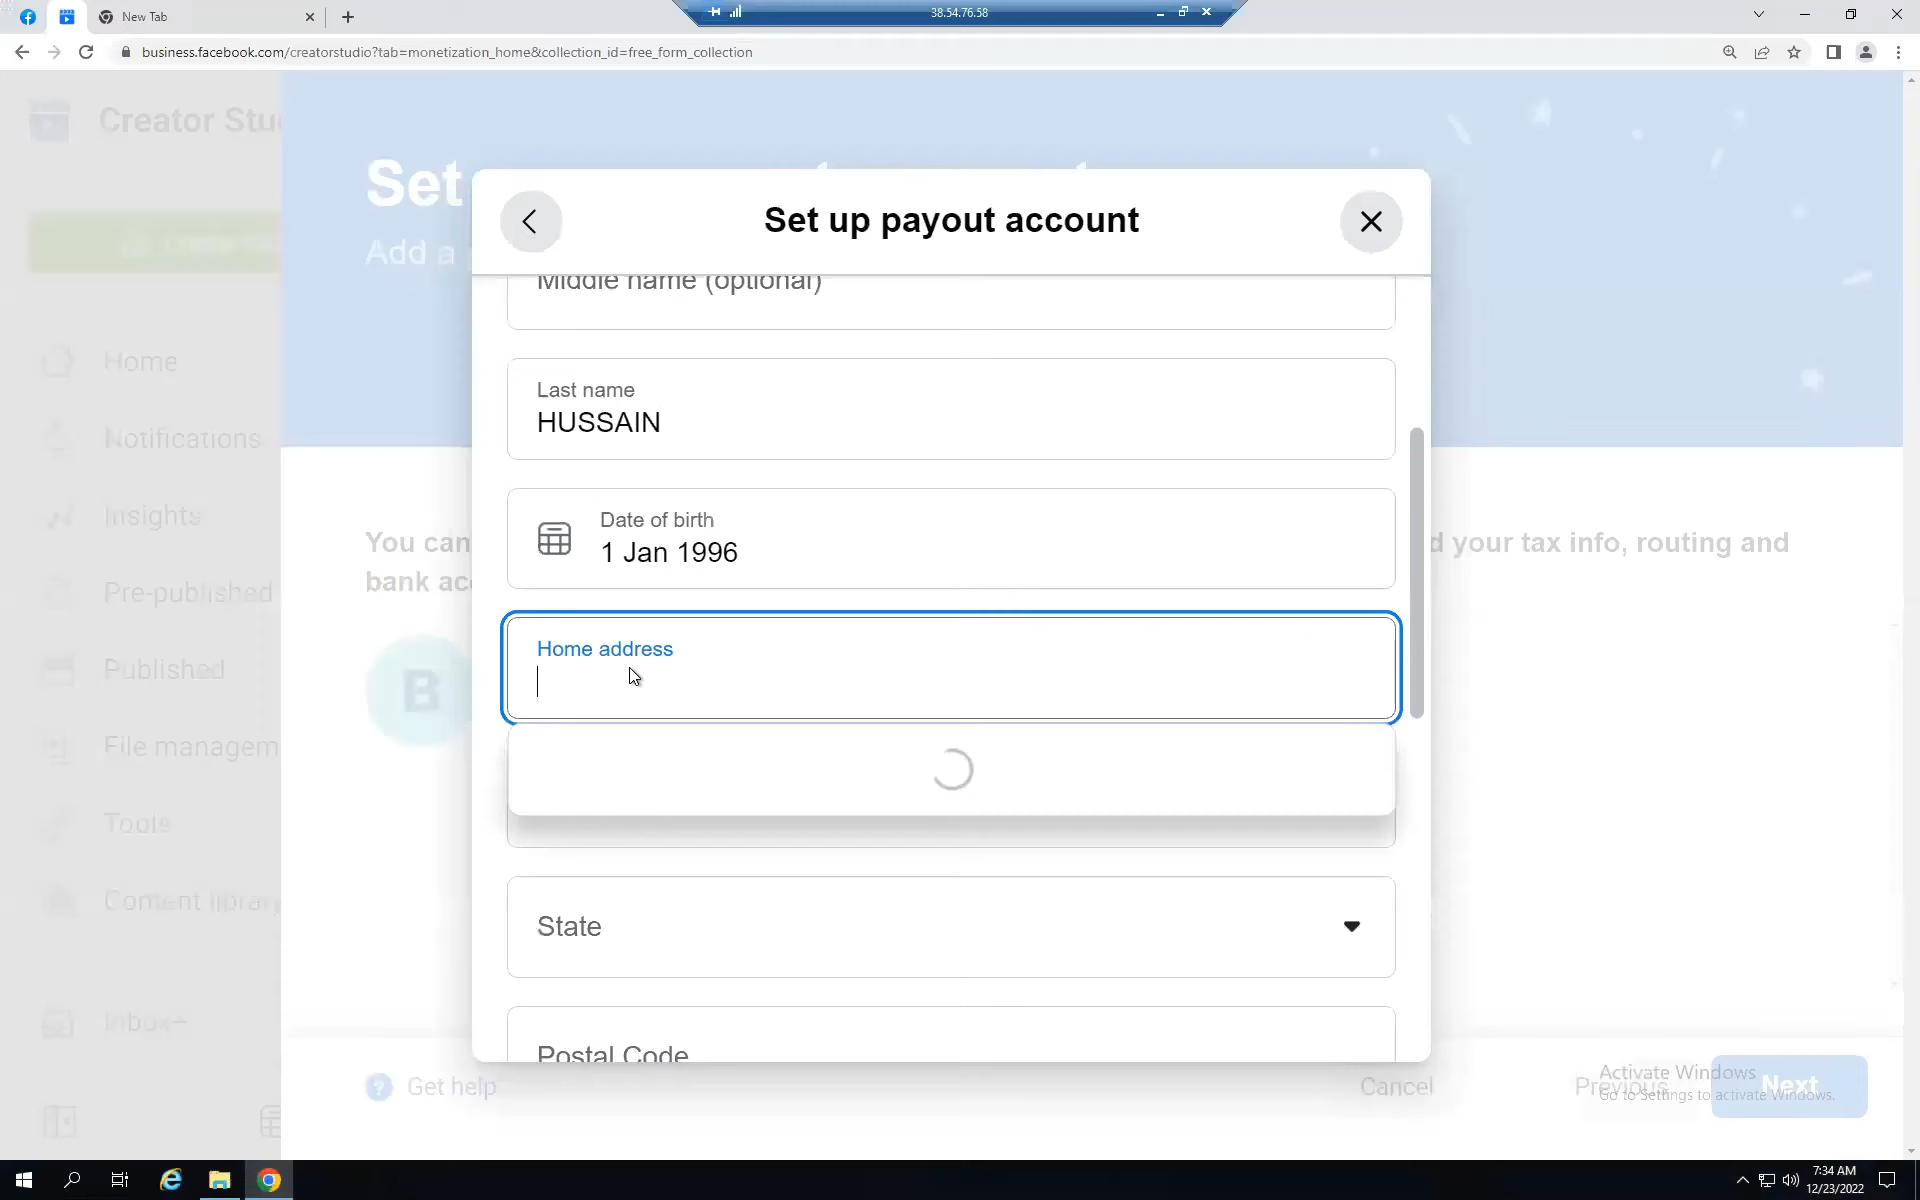 New Tab
38.54.76.58
business.facebook.com/creatorstudio?tab=monetization_home&collection_id=free_form_collection
Creator Stu
Set
Add a
Set up payout account
Middle name (optional)
Home
Last name
HUSSAIN
Notifications
Insights
Date of birth
1 Jan 1996
You can
d your tax info, routing and
bank acc
Pre-published
Home address
Published
B
File managem
Tools
Content library
State
Inbox+
Postal Code
Get help
Cancel
Previous
Next
Activate Windows
Go to Settings to activate Windows.
7:34 AM
12/23/2022